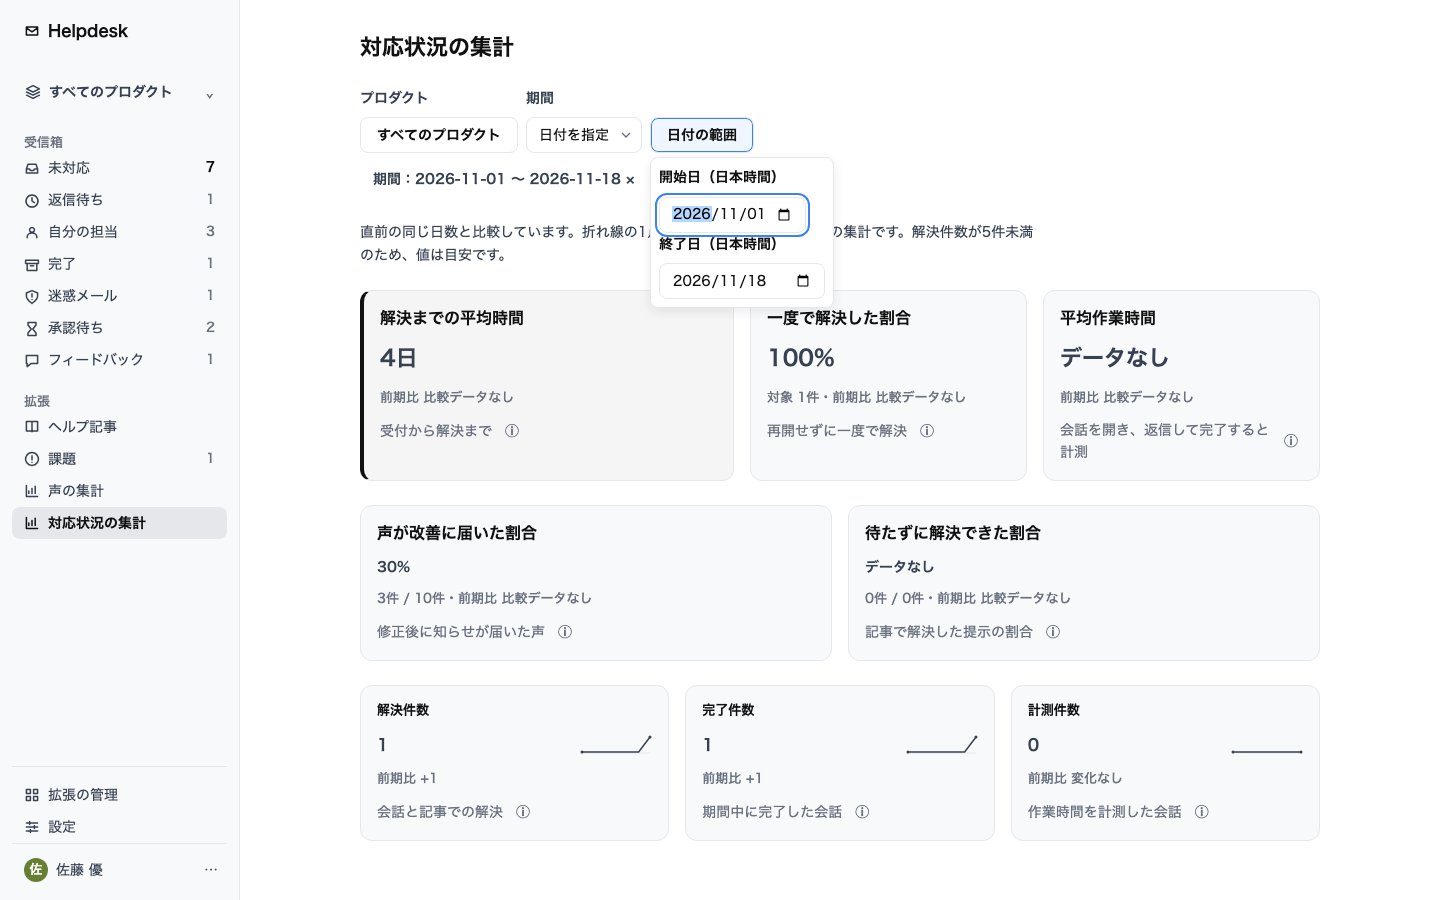 Helpdesk
すべてのプロダクト
受信箱
未対応 7
返信待ち 1
自分の担当 3
完了 1
迷惑メール 1
承認待ち 2
フィードバック 1
拡張
ヘルプ記事
課題 1
声の集計
対応状況の集計
拡張の管理
設定
佐 佐藤 優 …
対応状況の集計
プロダクト 期間
すべてのプロダクト 日付を指定 日付の範囲
期間：2026-11-01 〜 2026-11-18 ×
開始日（日本時間）
2026/11/01
終了日（日本時間）
2026/11/18
直前の同じ日数と比較しています。折れ線の1 の集計です。解決件数が5件未満
のため、値は目安です。
解決までの平均時間
4日
前期比 比較データなし
受付から解決まで
一度で解決した割合
100%
対象 1件・前期比 比較データなし
再開せずに一度で解決
平均作業時間
データなし
前期比 比較データなし
会話を開き、返信して完了すると
計測
声が改善に届いた割合
30%
3件 / 10件・前期比 比較データなし
修正後に知らせが届いた声
待たずに解決できた割合
データなし
0件 / 0件・前期比 比較データなし
記事で解決した提示の割合
解決件数
1
前期比 +1
会話と記事での解決
完了件数
1
前期比 +1
期間中に完了した会話
計測件数
0
前期比 変化なし
作業時間を計測した会話